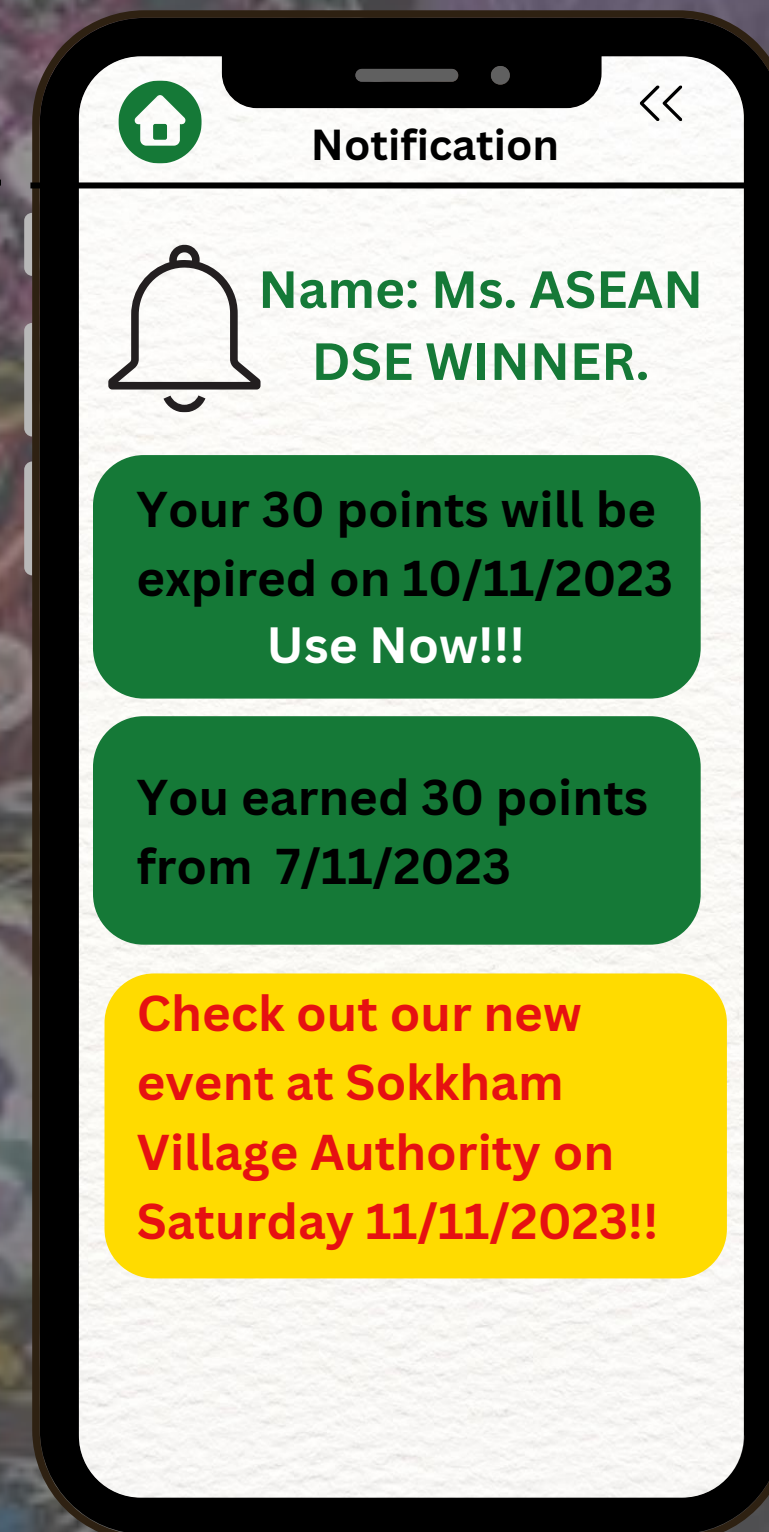 Notification
Name: Ms. ASEAN
DSE WINNER.
Your 30 points will be
expired on 10/11/2023
Use Now!!!
You earned 30 points
from 7/11/2023
Check out our new
event at Sokkham
Village Authority on
Saturday 11/11/2023!!